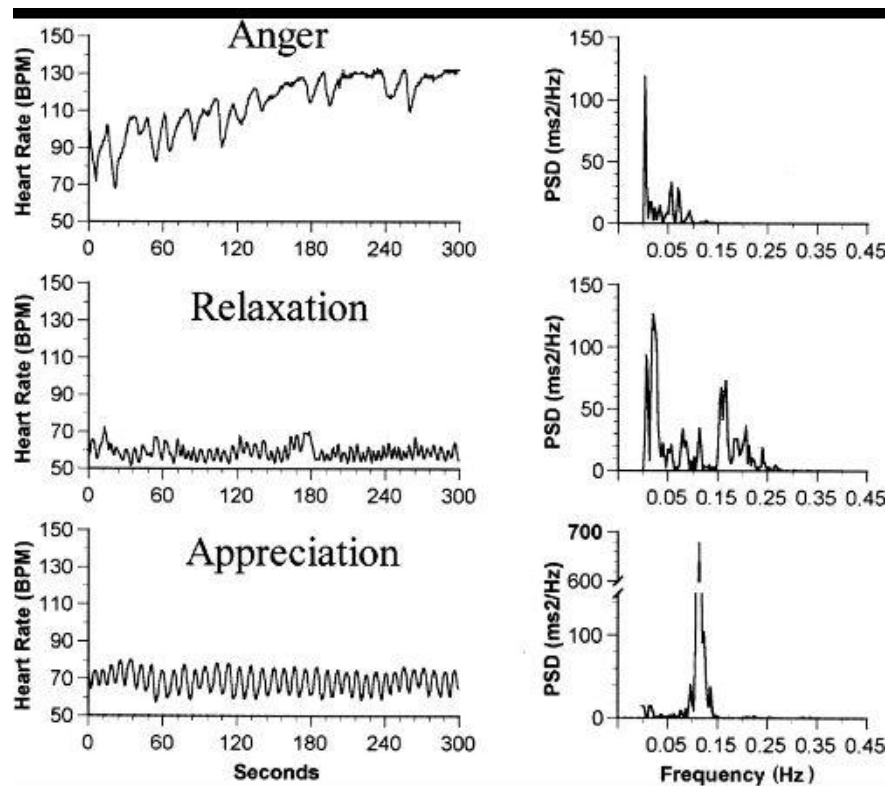 Anger
Heart Rate (BPM)
150
130
110
90
70
50
0 60 120 180 240 300
PSD (ms2/Hz)
150
100
50
0
0.05 0.15 0.25 0.35 0.45
Relaxation
Heart Rate (BPM)
150
130
110
90
70
50
0 60 120 180 240 300
PSD (ms2/Hz)
150
100
50
0
0.05 0.15 0.25 0.35 0.45
Appreciation
Heart Rate (BPM)
150
130
110
90
70
50
0 60 120 180 240 300
Seconds
PSD (ms2/Hz)
700
600
100
0
0.05 0.15 0.25 0.35 0.45
Frequency (Hz)